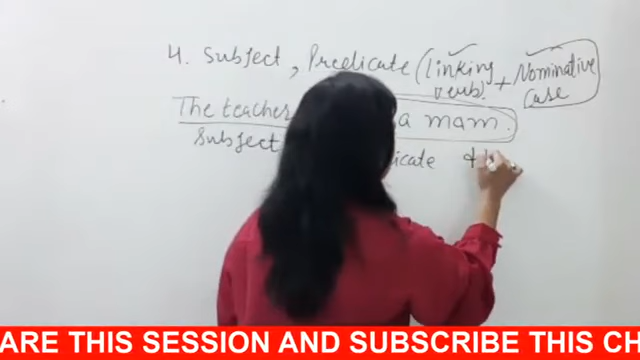 4. Subject, Predicate (linking verb + Nominative case
The teacher a mam.
Subject icate
ARE THIS SESSION AND SUBSCRIBE THIS CH